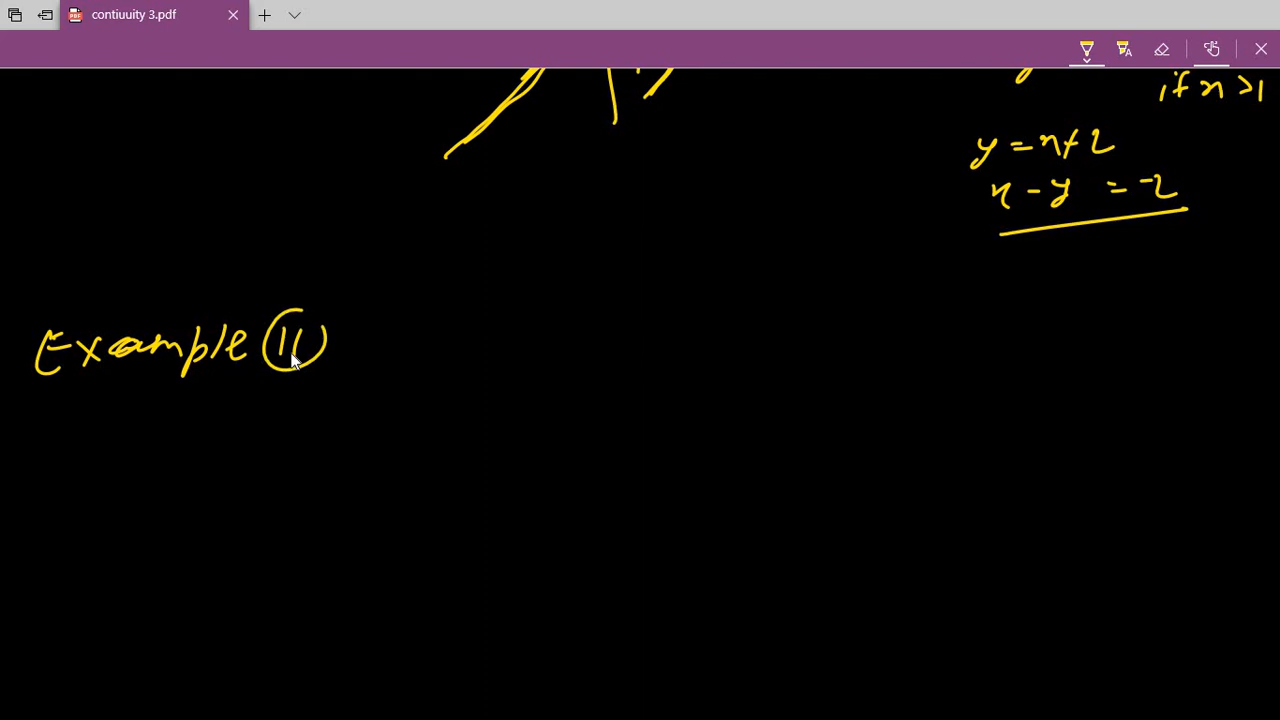 contiuuity 3.pdf
if x >1
y = x+2
x - y = -2
Example 11